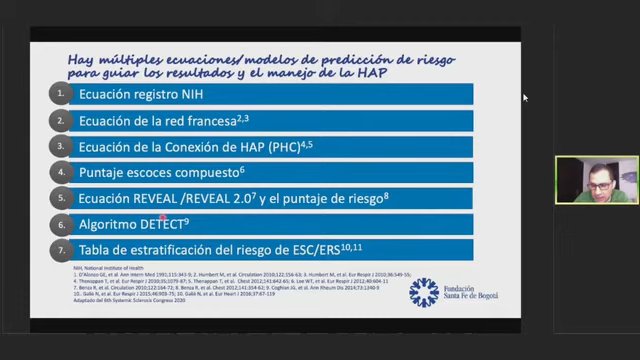 Hay múltiples ecuaciones/modelos de predicción de riesgo
para guiar los resultados y el manejo de la HAP
1. Ecuación registro NIH
2. Ecuación de la red francesa2,3
3. Ecuación de la Conexión de HAP (PHC)4,5
4. Puntaje escoces compuesto6
5. Ecuación REVEAL /REVEAL 2.07 y el puntaje de riesgo8
6. Algoritmo DETECT9
7. Tabla de estratificación del riesgo de ESC/ERS10,11
NIH, National Institute of Health
1. D'Alonzo GE, et al. Ann Intern Med 1991;115:343-9; 2. Humbert M, et al. Circulation 2010;122:156-63; 3. Humbert M, et al. Eur Respir J 2010;36:549-55;
4. Thenappan T, et al. Eur Respir J 2010;35:1079-87; 5. Thenappan T, et al. Chest 2012;141:642-65; 6. Lee WT, et al.
7. Benza R, et al. Circulation 2010;122:164-72; 8. Benza R, et al. Chest 2012;141:354-62; 9. Coghlan JG, et al. Ann Rheum Dis 2014;73:1340-9
10. Galiè N, et al. Eur Respir J 2015;46:903-75; 11. Galiè N, et al. Eur Heart J 2016;37:67-119
Adaptado del 6th Systemic Sclerosis Congress 2020
Fundación
Santa Fe de Bogotá